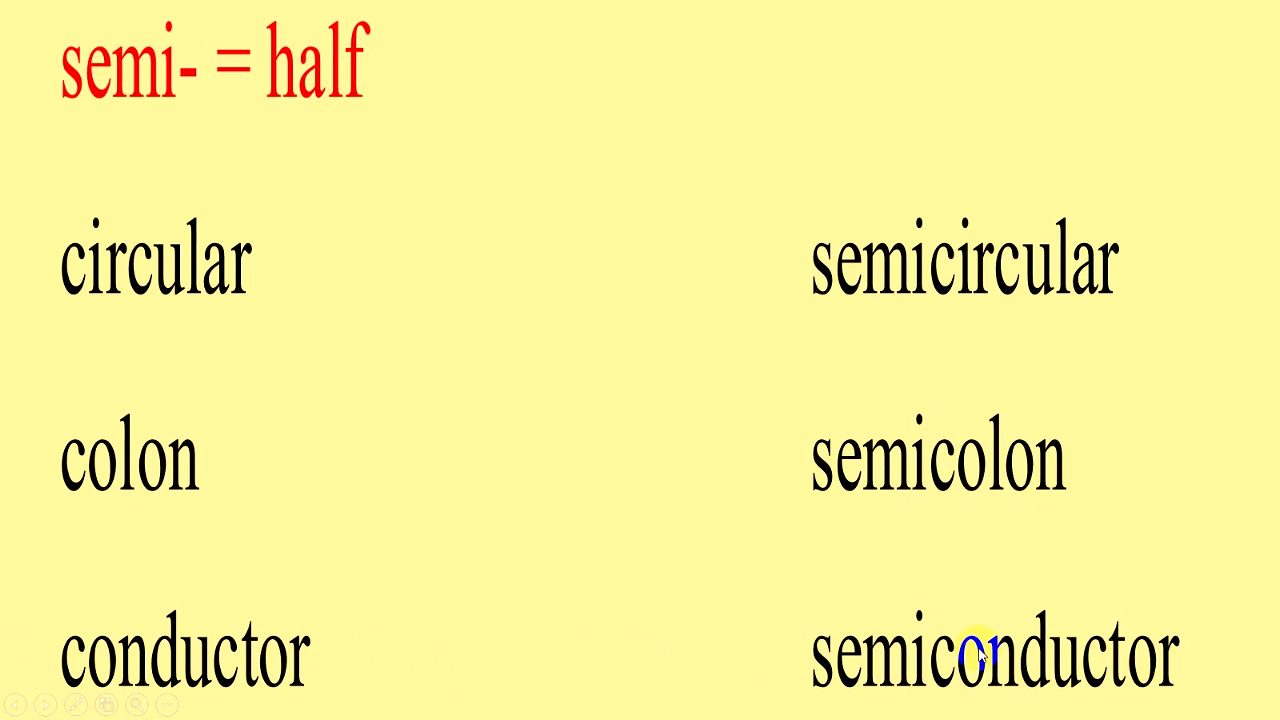 semi- = half
circular semicircular
colon semicolon
conductor semiconductor